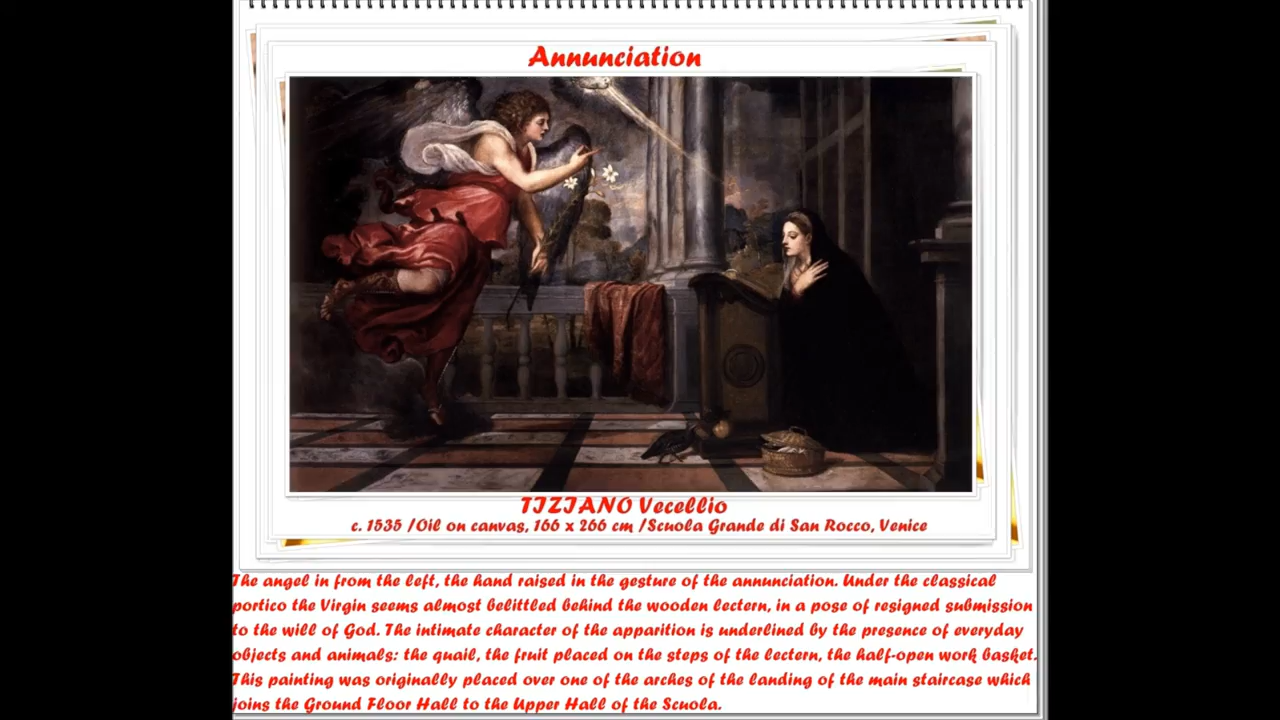 Annunciation
TIZIANO Vecellio
c. 1535 /Oil on canvas, 166 x 266 cm /Scuola Grande di San Rocco, Venice
The angel in from the left, the hand raised in the gesture of the annunciation. Under the classical
portico the Virgin seems almost belittled behind the wooden lectern, in a pose of resigned submission
to the will of God. The intimate character of the apparition is underlined by the presence of everyday
objects and animals: the quail, the fruit placed on the steps of the lectern, the half-open work basket.
This painting was originally placed over one of the arches of the landing of the main staircase which
joins the Ground Floor Hall to the Upper Hall of the Scuola.